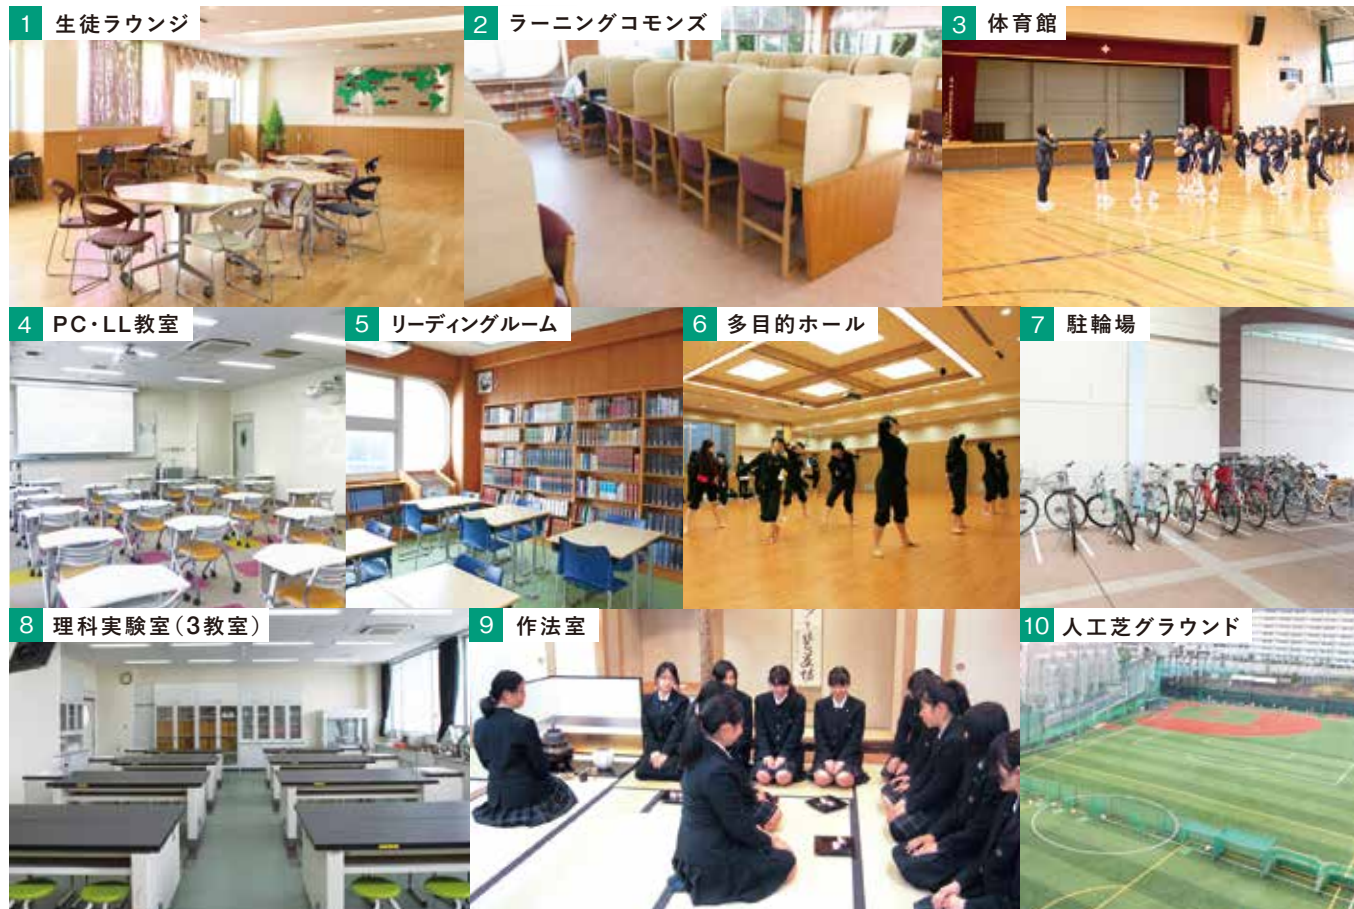 1 生徒ラウンジ
2 ラーニングコモンズ
3 体育館
4 PC・LL教室
5 リーディングルーム
6 多目的ホール
7 駐輪場
8 理科実験室（3教室）
9 作法室
10 人工芝グラウンド